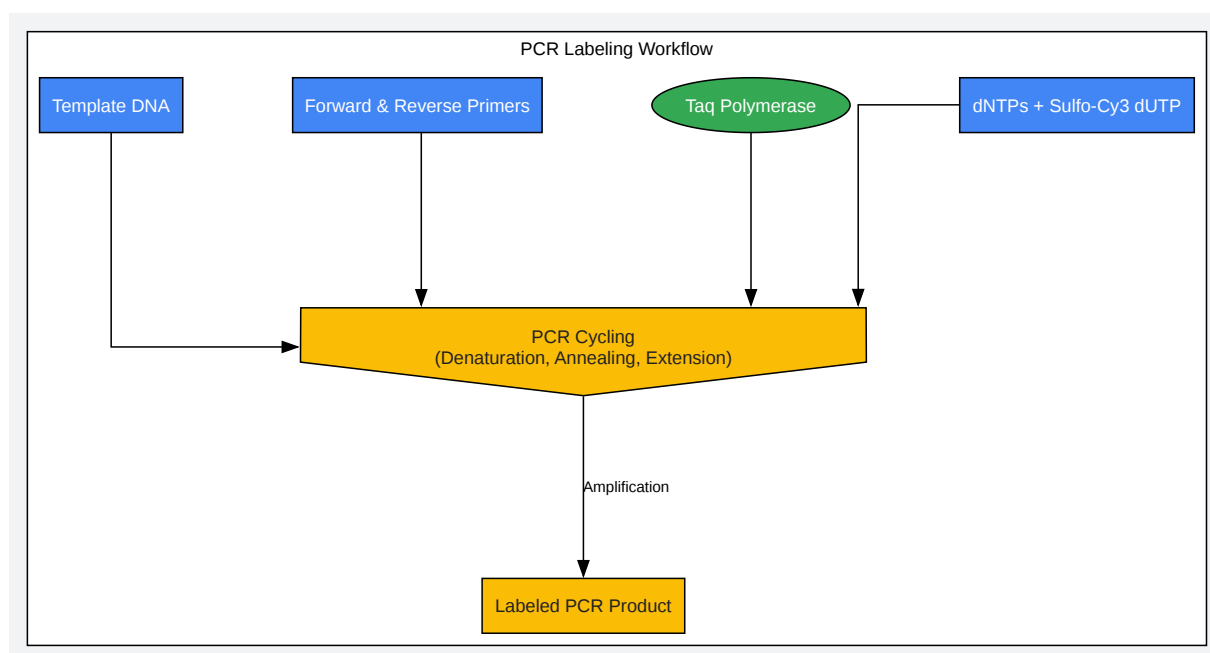 PCR Labeling Workflow
Template DNA
Forward & Reverse Primers
Taq Polymerase
dNTPs + Sulfo-Cy3 dUTP
PCR Cycling
(Denaturation, Annealing, Extension)
Amplification
Labeled PCR Product